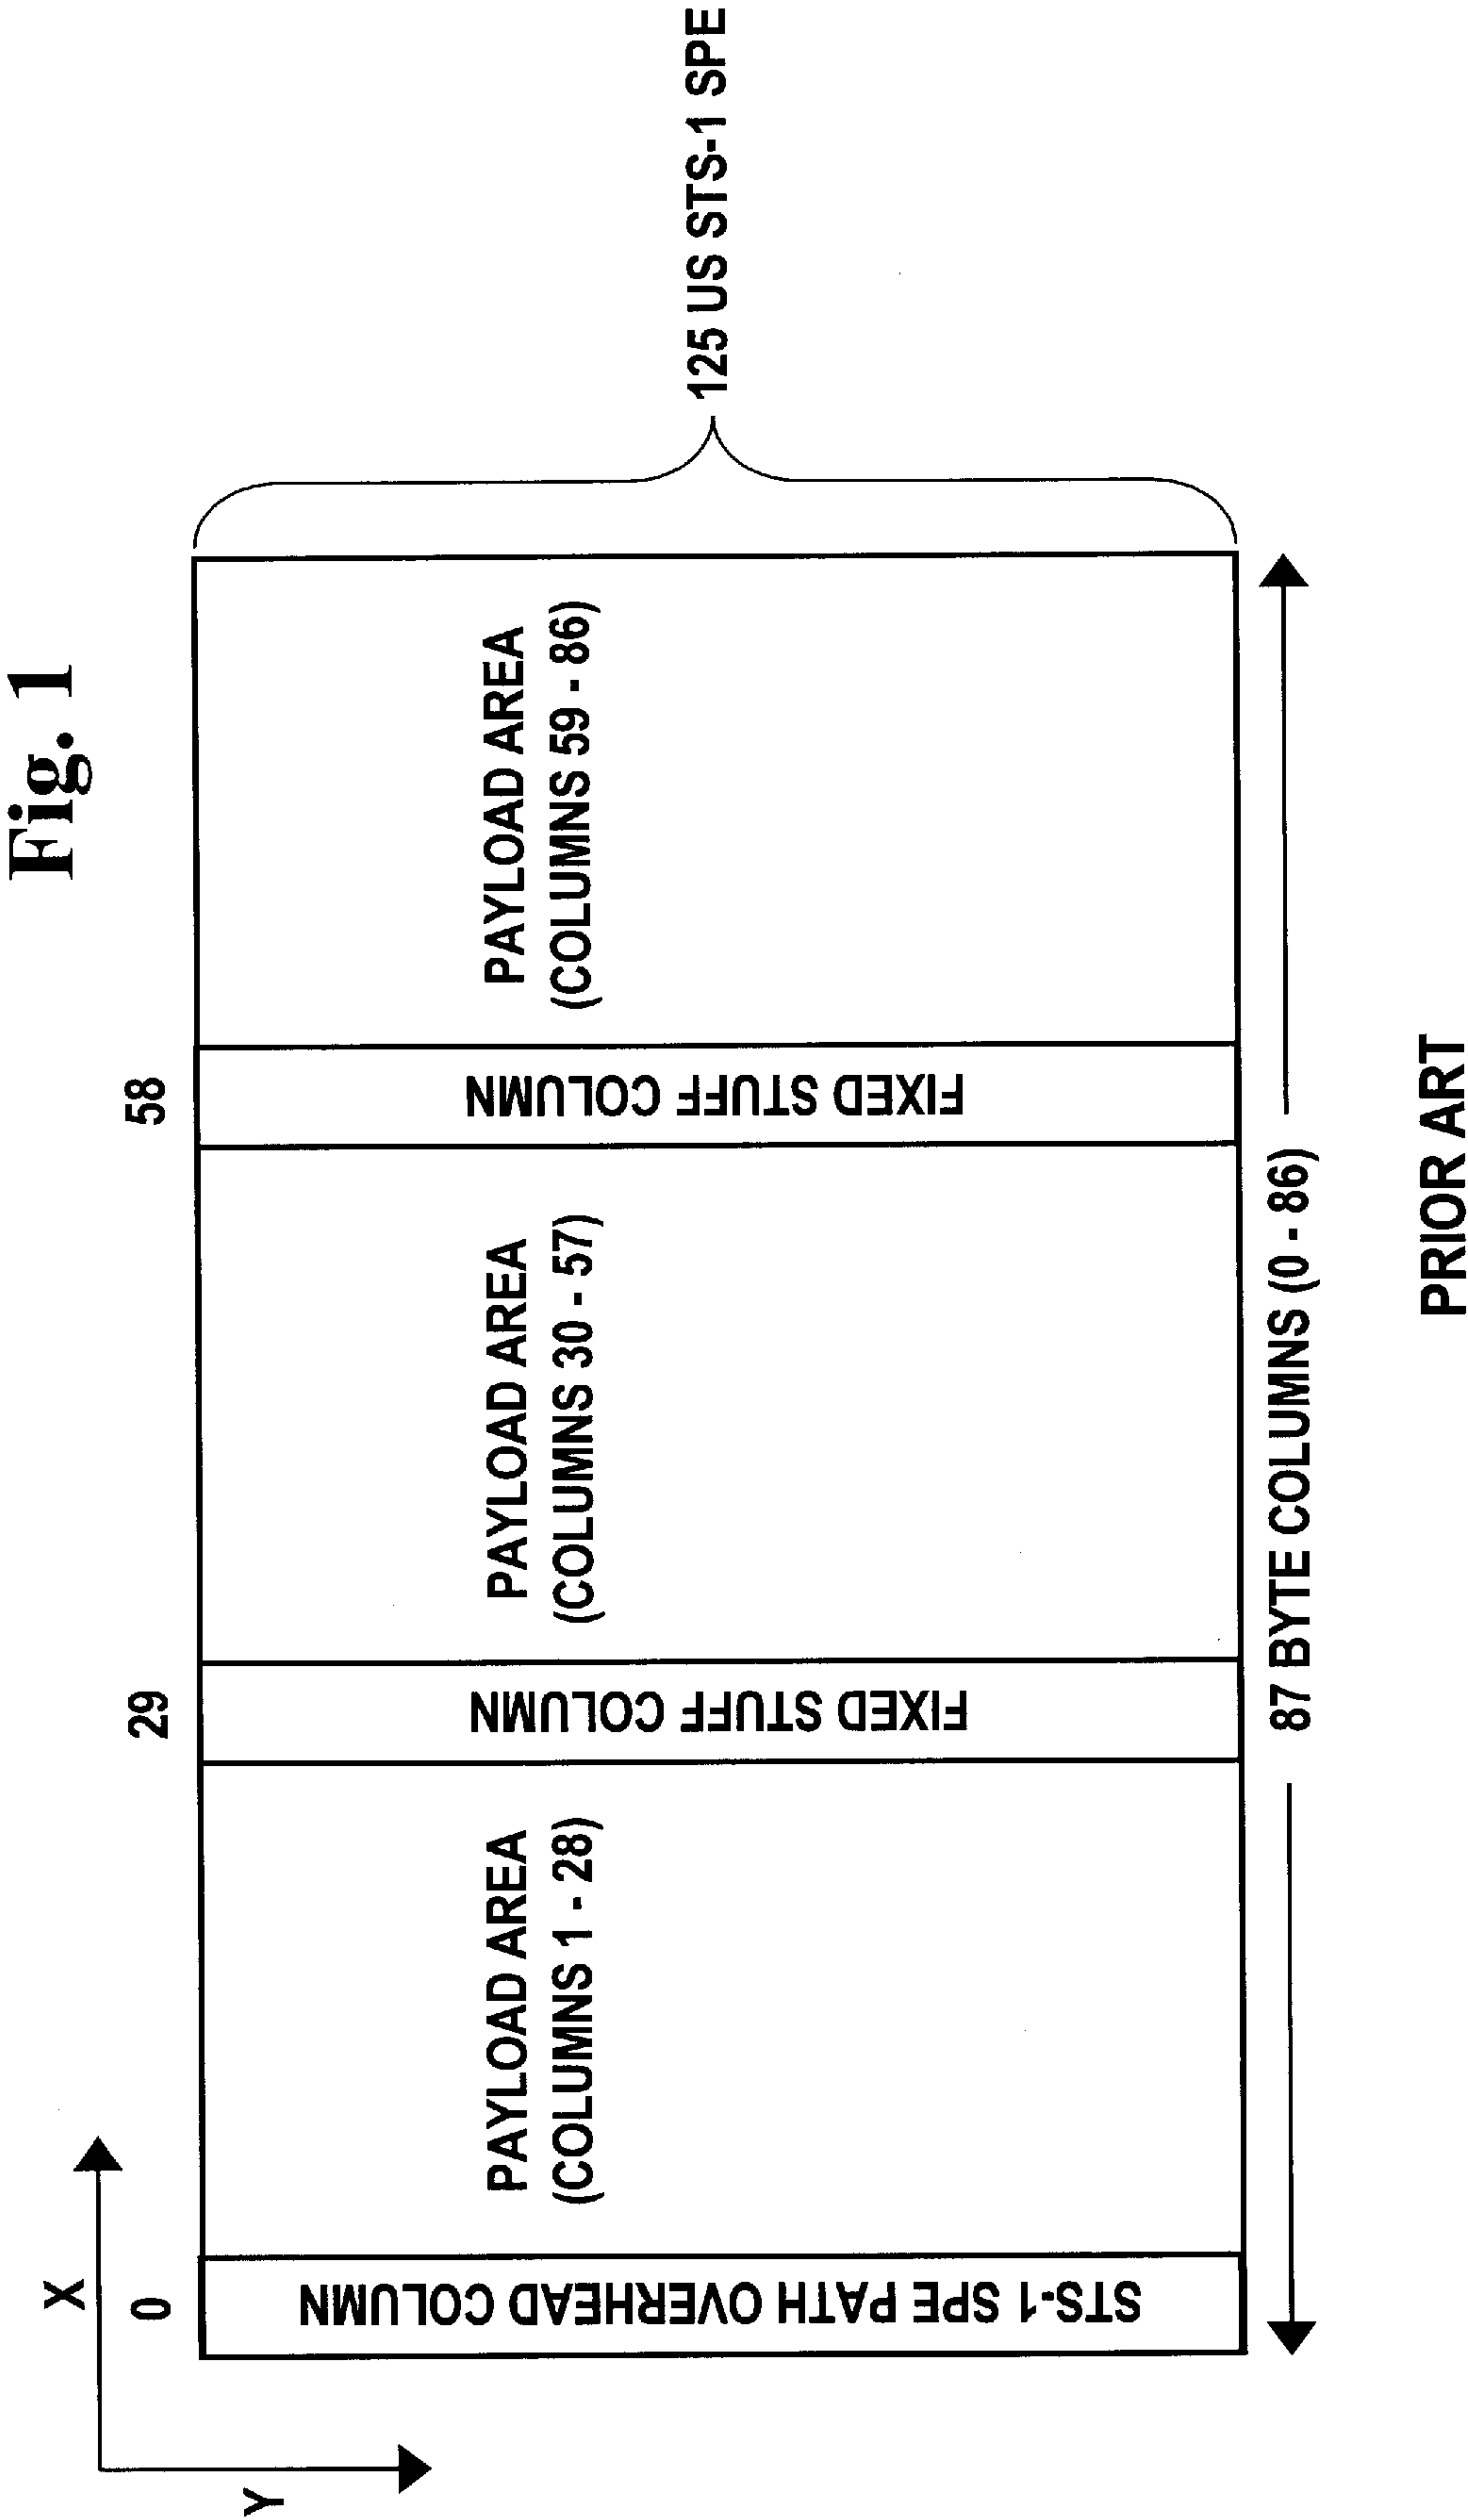 Fig. 1
X
Y
0
29
58
STS-1 SPE PATH OVERHEAD COLUMN
PAYLOAD AREA
(COLUMNS 1 - 28)
FIXED STUFF COLUMN
PAYLOAD AREA
(COLUMNS 30 - 57)
FIXED STUFF COLUMN
PAYLOAD AREA
(COLUMNS 59 - 86)
125 US STS-1 SPE
87 BYTE COLUMNS (0 - 86)
PRIOR ART